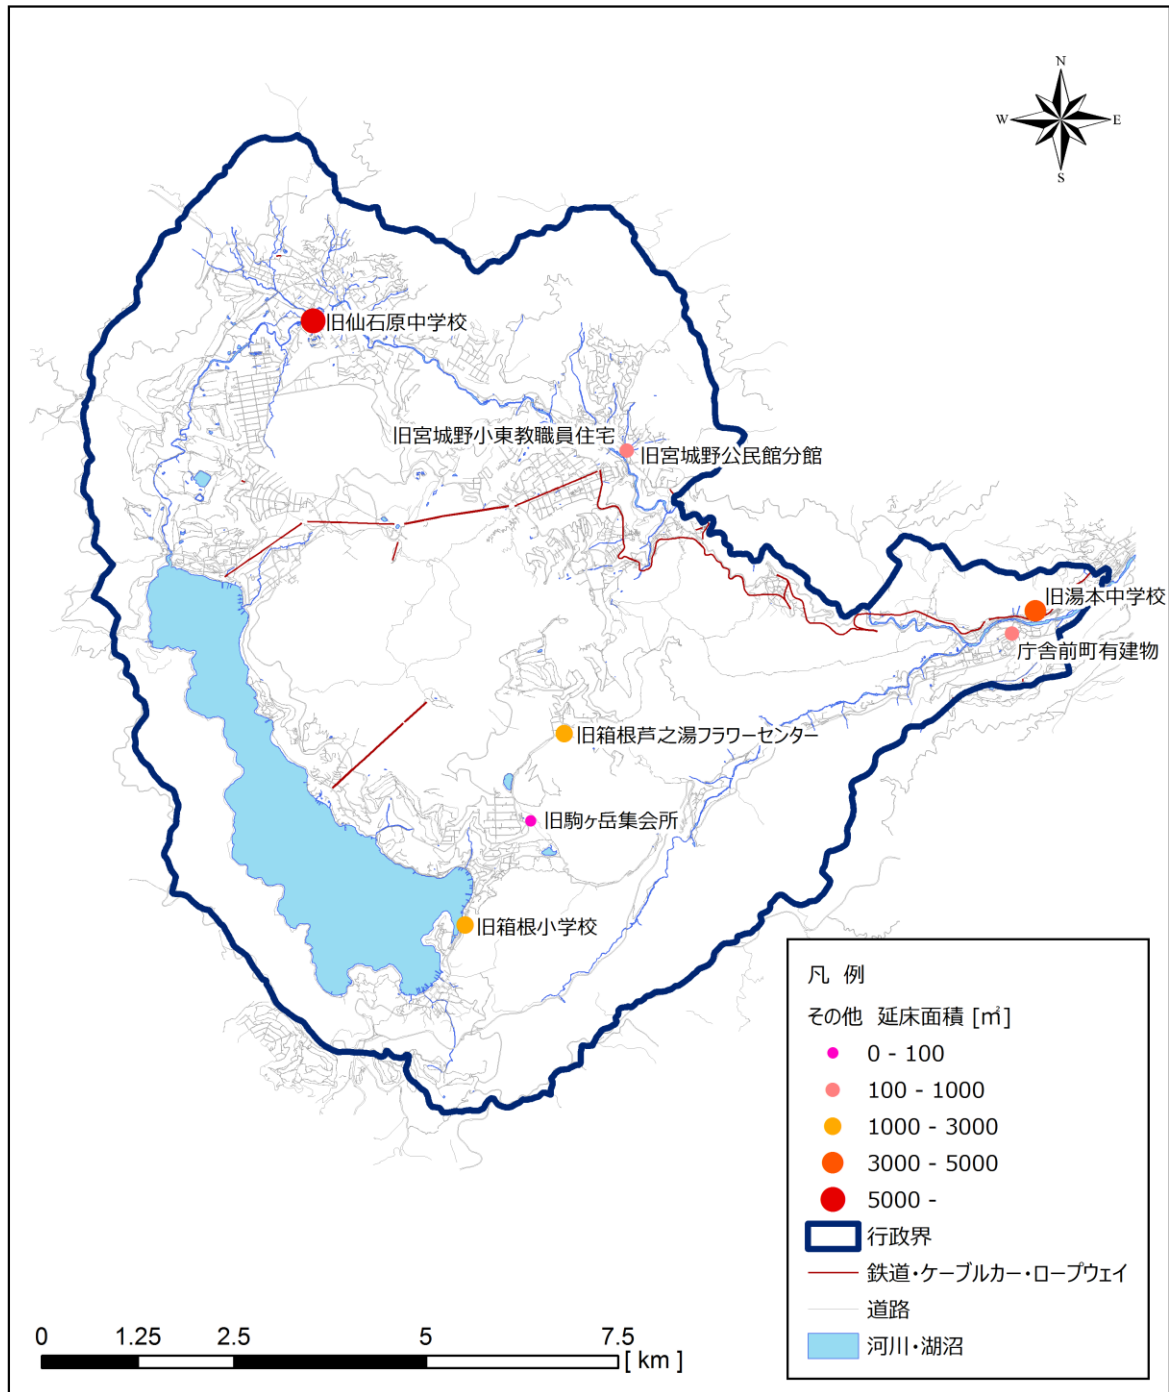 N
W E
S
旧仙石原中学校
旧宮城野小東教職員住宅
旧宮城野公民館分館
旧湯本中学校
庁舎前町有建物
旧箱根芦之湯フラワーセンター
旧駒ヶ岳集会所
旧箱根小学校
凡 例
その他 延床面積 [㎡]
0 - 100
100 - 1000
1000 - 3000
3000 - 5000
5000 -
行政界
鉄道・ケーブルカー・ロープウェイ
道路
河川・湖沼
0 1.25 2.5 5 7.5
[ km ]